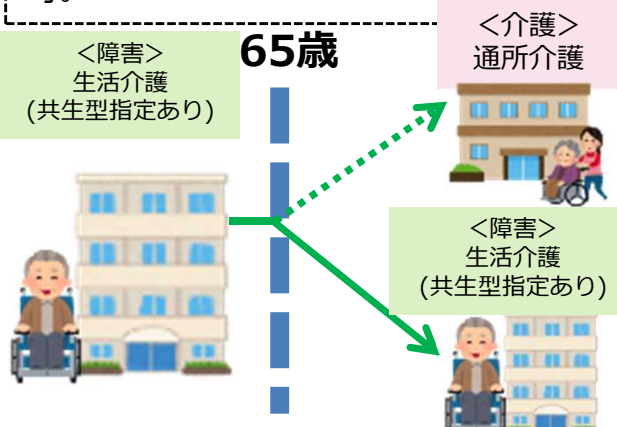 す。
<障害>
生活介護
(共生型指定あり)
65歳
<介護>
通所介護
<障害>
生活介護
(共生型指定あり)